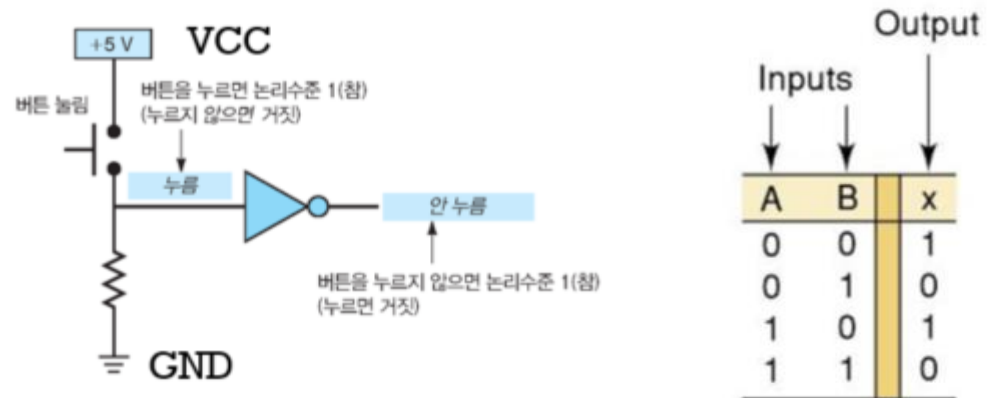 +5 V
VCC
버튼을 누르면 논리수준 1(참)
(누르지 않으면 거짓)
버튼 눌림
누름
안 누름
버튼을 누르지 않으면 논리수준 1(참)
(누르면 거짓)
GND
Output
Inputs
A B x
0 0 1
0 1 0
1 0 1
1 1 0